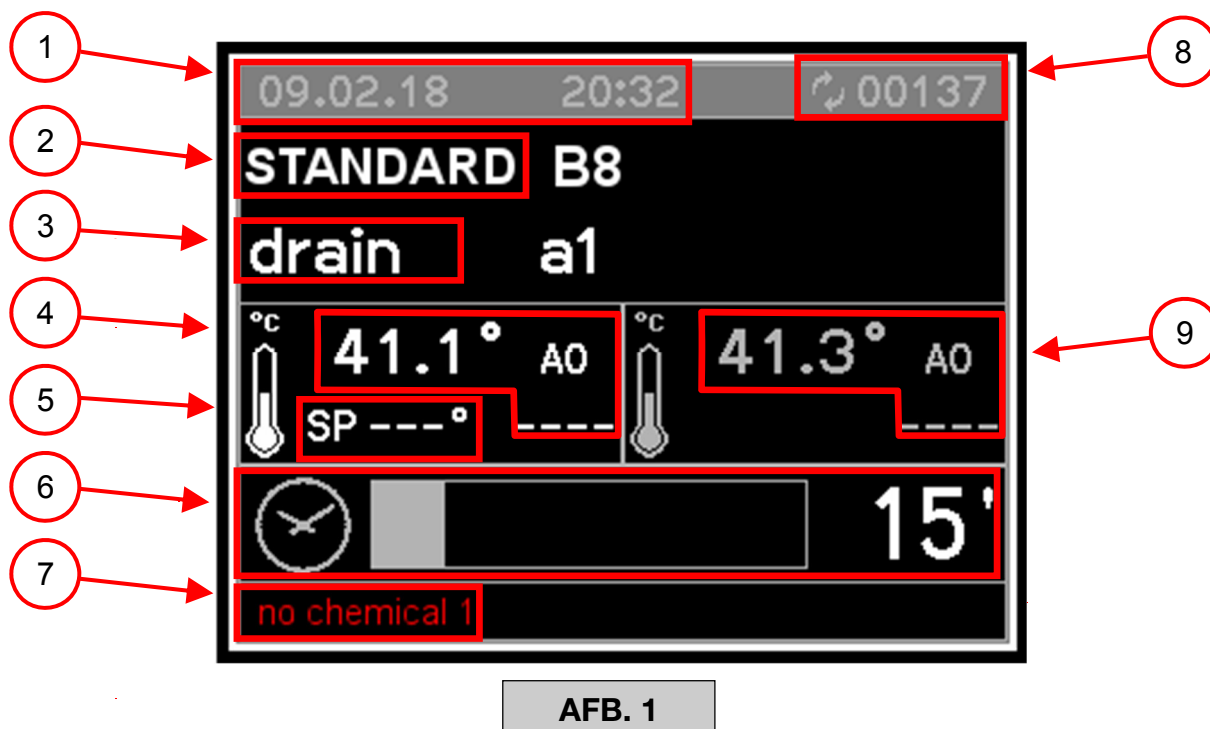 1
8
09.02.18 20:32 00137
2
STANDARD B8
3
drain a1
4
°C 41.1° A0
°C 41.3° A0
9
5
SP ---° ----
----
6
15'
7
no chemical 1
AFB. 1